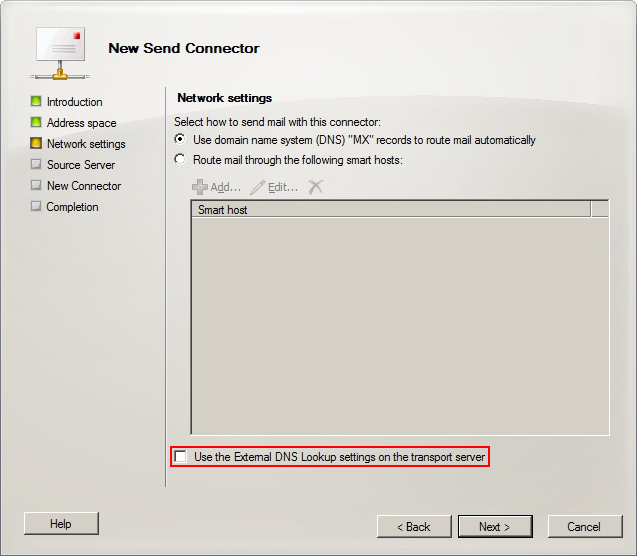 New Send Connector
Introduction
Address space
Network settings
Source Server
New Connector
Completion
Network settings
Select how to send mail with this connector:
Use domain name system (DNS) "MX" records to route mail automatically
Route mail through the following smart hosts:
Add... Edit...
Smart host
Use the External DNS Lookup settings on the transport server
Help < Back Next > Cancel